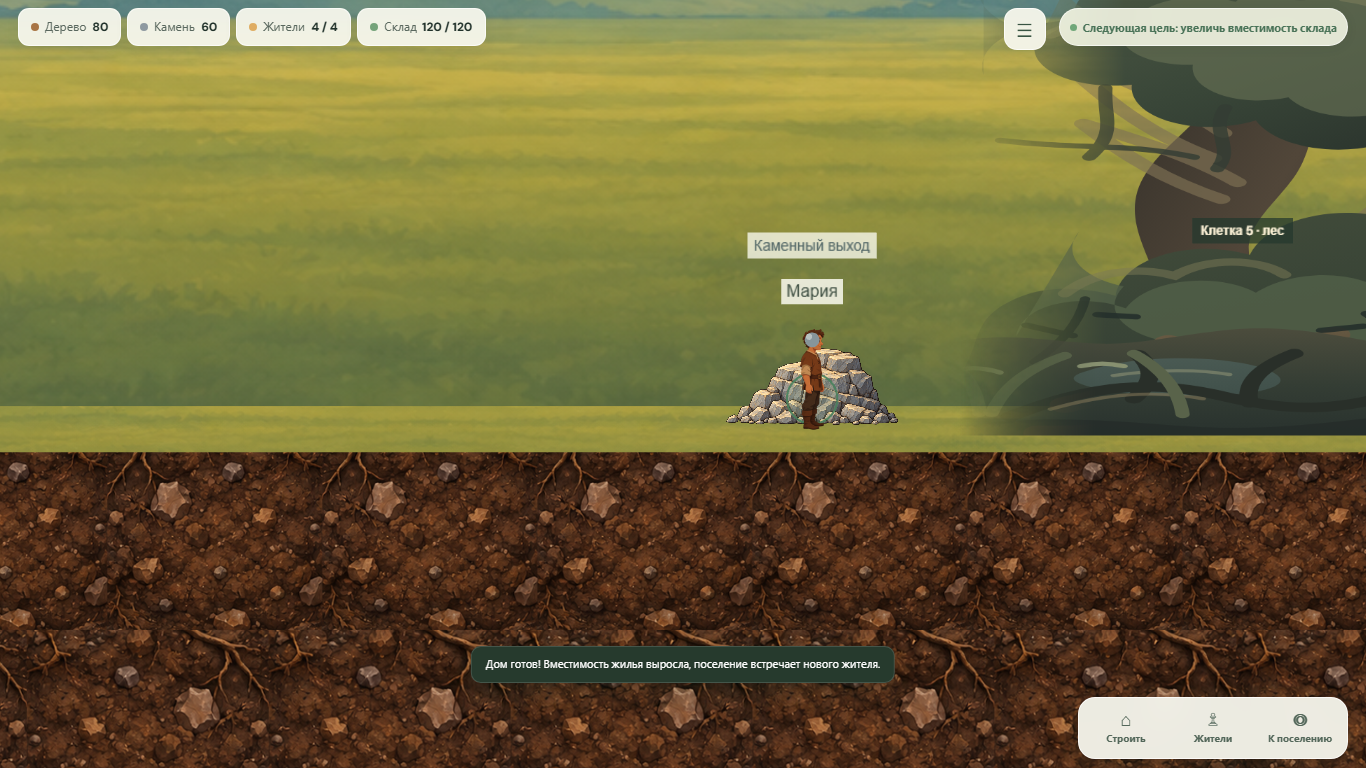 Дерево 80
Камень 60
Жители 4 / 4
Склад 120 / 120
Следующая цель: увеличь вместимость склада
Клетка 5 · лес
Каменный выход
Мария
Дом готов! Вместимость жилья выросла, поселение встречает нового жителя.
Строить
Жители
К поселению